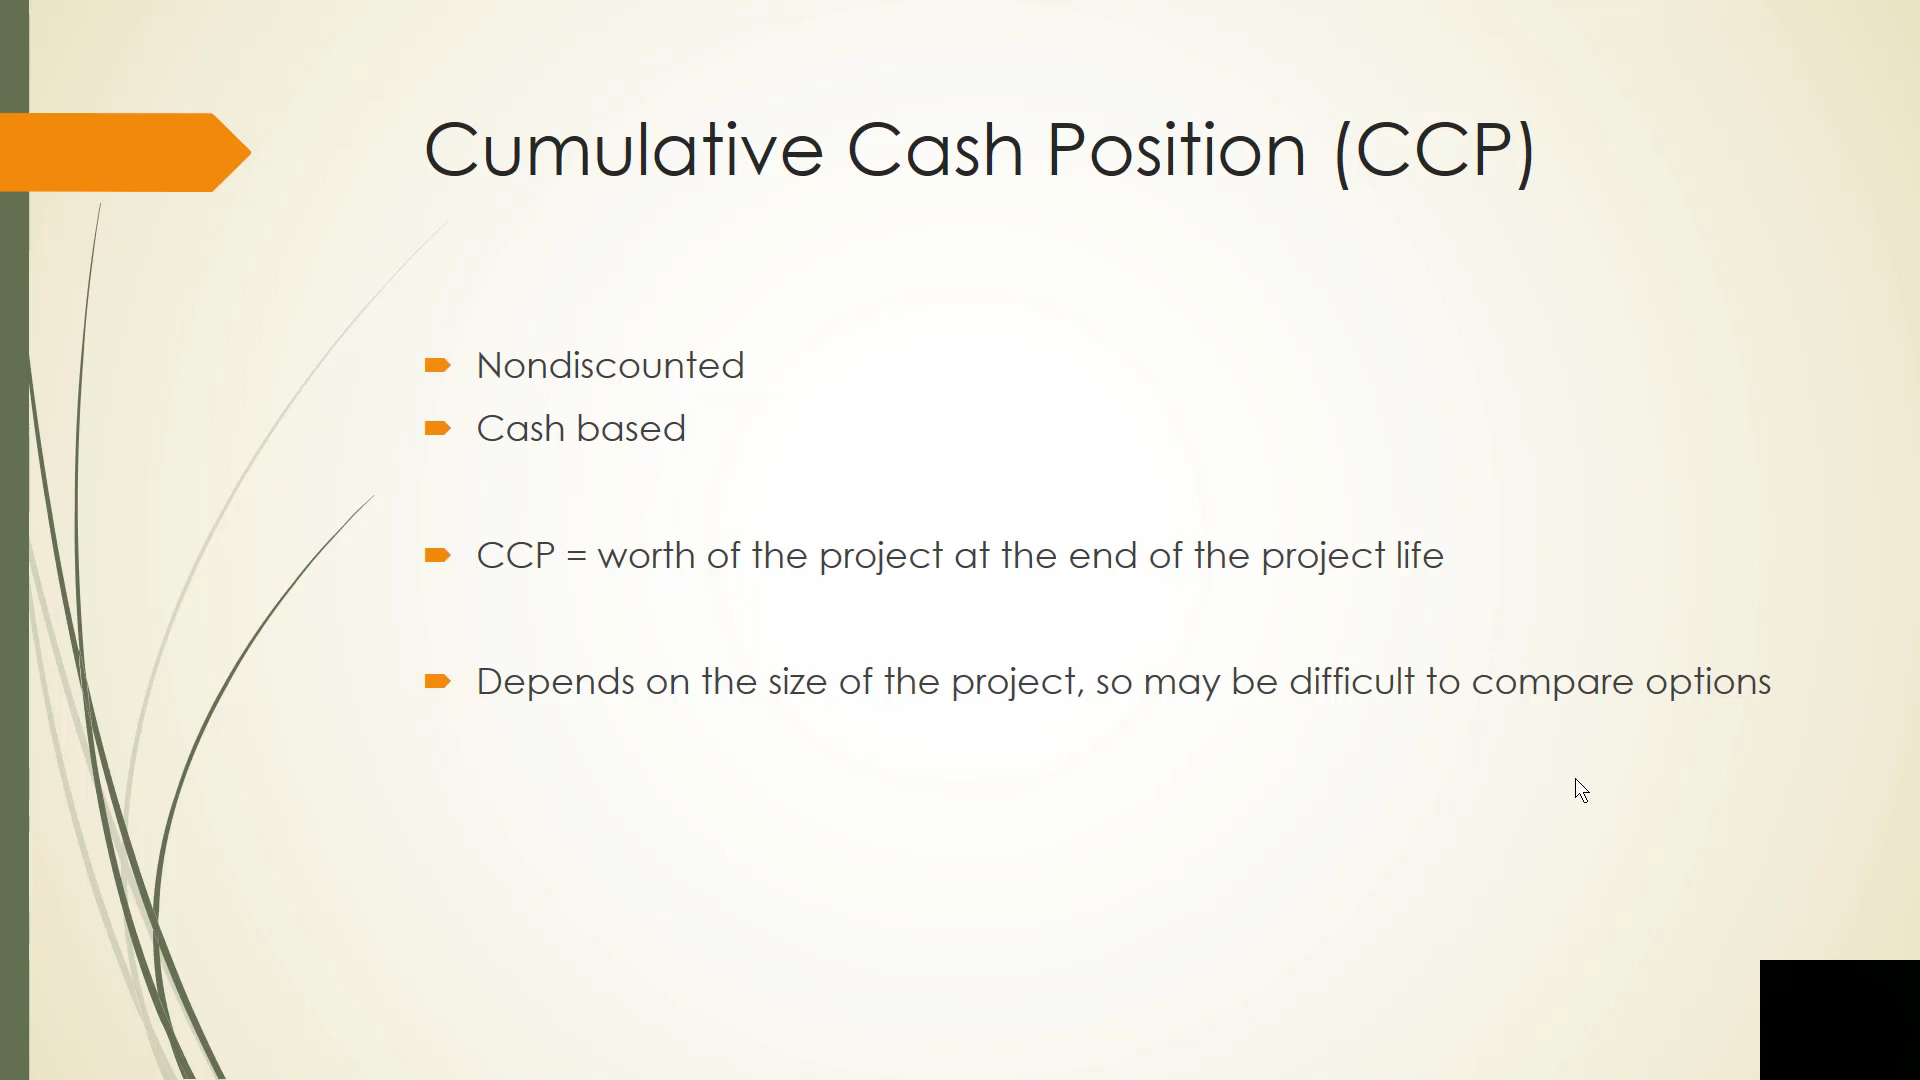 Cumulative Cash Position (CCP)
Nondiscounted
Cash based
CCP = worth of the project at the end of the project life
Depends on the size of the project, so may be difficult to compare options